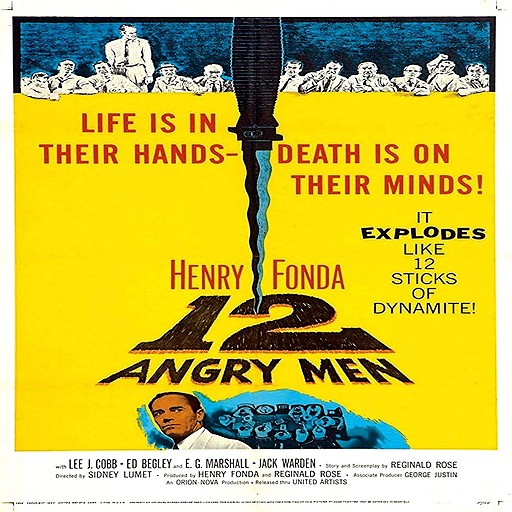 LIFE IS IN
THEIR HANDS– DEATH IS ON
THEIR MINDS!
IT
EXPLODES
LIKE
12
STICKS
OF
DYNAMITE!
HENRY FONDA
12
ANGRY MEN
with LEE J. COBB • ED BEGLEY and E. G. MARSHALL • JACK WARDEN • Story and Screenplay by REGINALD ROSE
Directed by SIDNEY LUMET • Produced by HENRY FONDA and REGINALD ROSE • Associate Producer GEORGE JUSTIN
An ORION-NOVA Production • Released thru UNITED ARTISTS